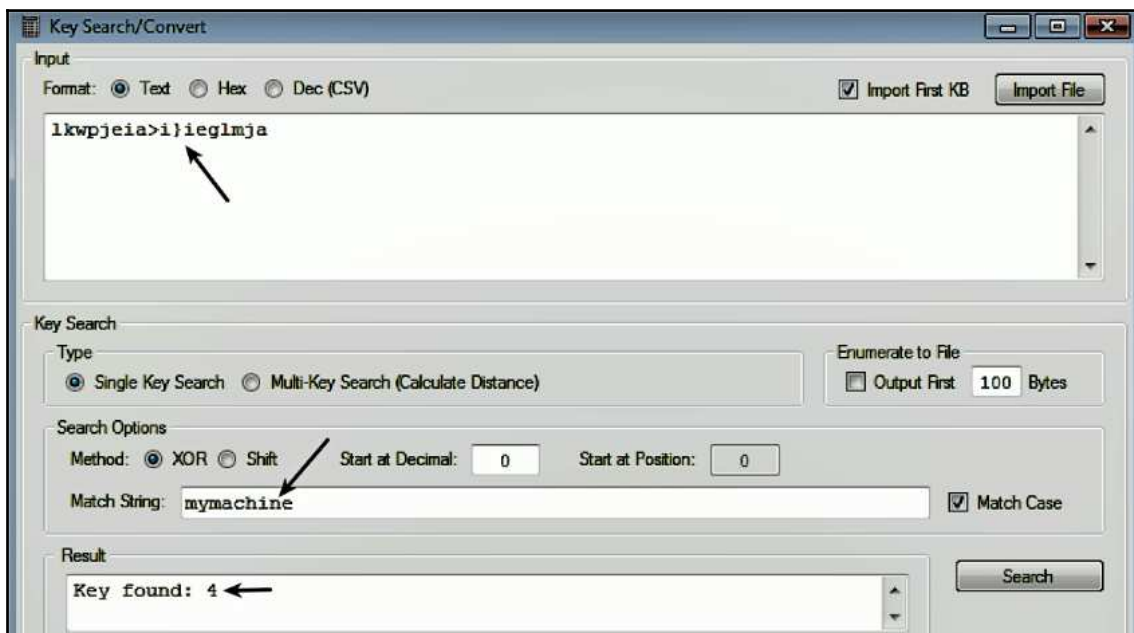 Key Search/Convert
Input
Format: Text Hex Dec (CSV) Import First KB Import File
lkwpjeia>i}ieglmja
Key Search
Type
Enumerate to File
Single Key Search Multi-Key Search (Calculate Distance) Output First 100 Bytes
Search Options
Method: XOR Shift Start at Decimal: 0 Start at Position: 0
Match String: mymachine Match Case
Result
Key found: 4 Search